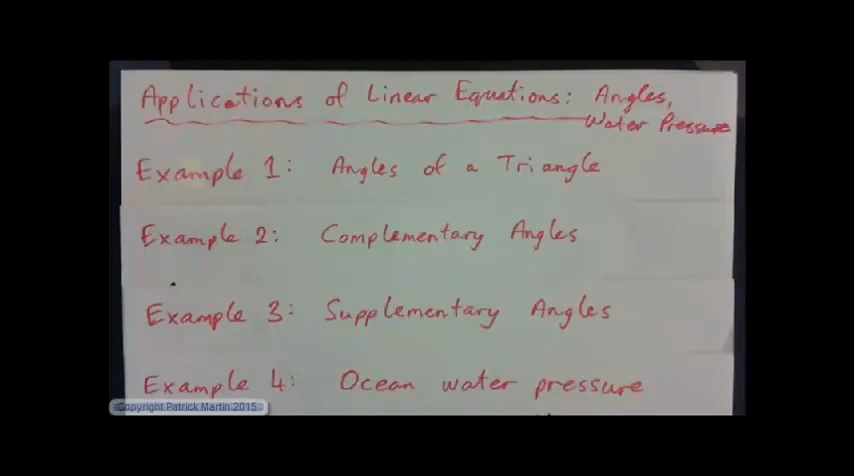 Applications of Linear Equations: Angles,
Water Pressure
Example 1: Angles of a Triangle
Example 2: Complementary Angles
Example 3: Supplementary Angles
Example 4: Ocean water pressure
Copyright Patrick Martin 2015